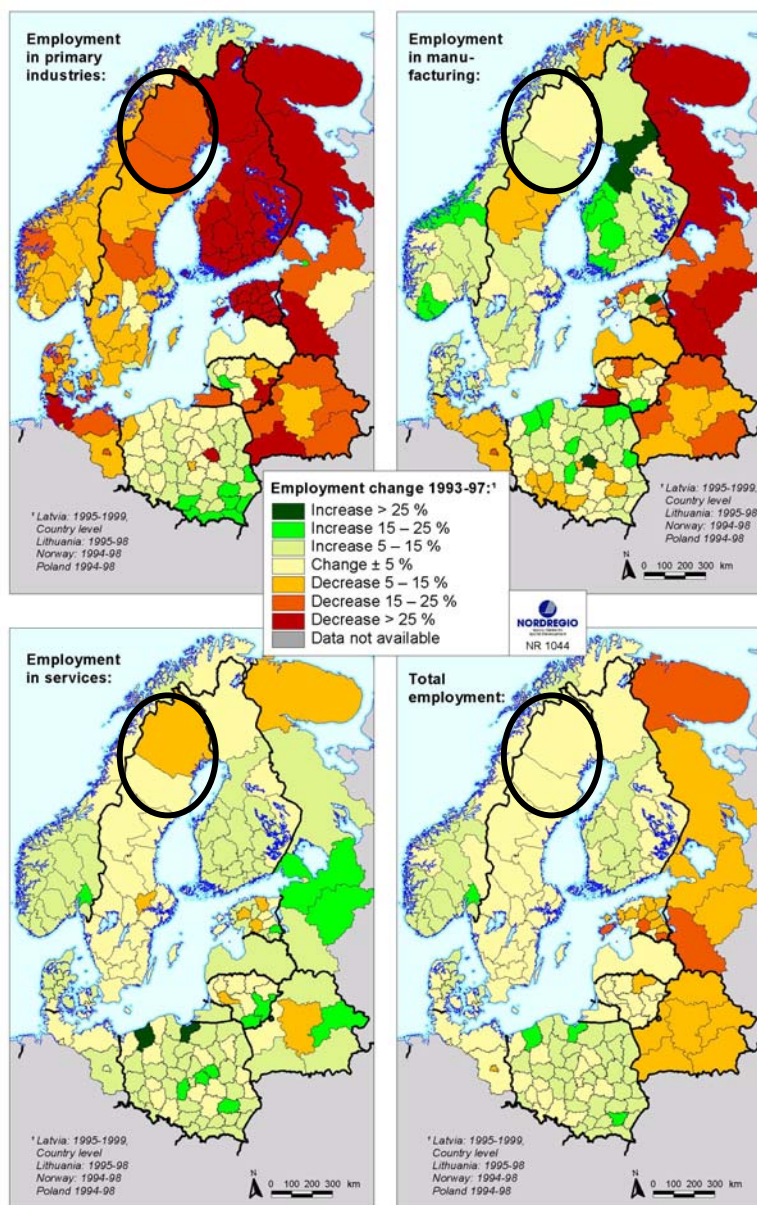 Employment
in primary
industries:
¹ Latvia: 1995-1999,
Country level
Lithuania: 1995-98
Norway: 1994-98
Poland 1994-98
Employment
in manu-
facturing:
¹ Latvia: 1995-1999,
Country level
Lithuania: 1995-98
Norway: 1994-98
Poland 1994-98
N
0 100 200 300
km
Employment change 1993-97:¹
Increase > 25 %
Increase 15 – 25 %
Increase 5 – 15 %
Change ± 5 %
Decrease 5 – 15 %
Decrease 15 – 25 %
Decrease > 25 %
Data not available
NORDREGIO
NR 1044
Employment
in services:
¹ Latvia: 1995-1999,
Country level
Lithuania: 1995-98
Norway: 1994-98
Poland 1994-98
N
0 100 200 300
km
Total
employment:
¹ Latvia: 1995-1999,
Country level
Lithuania: 1995-98
Norway: 1994-98
Poland 1994-98
N
0 100 200 300
km